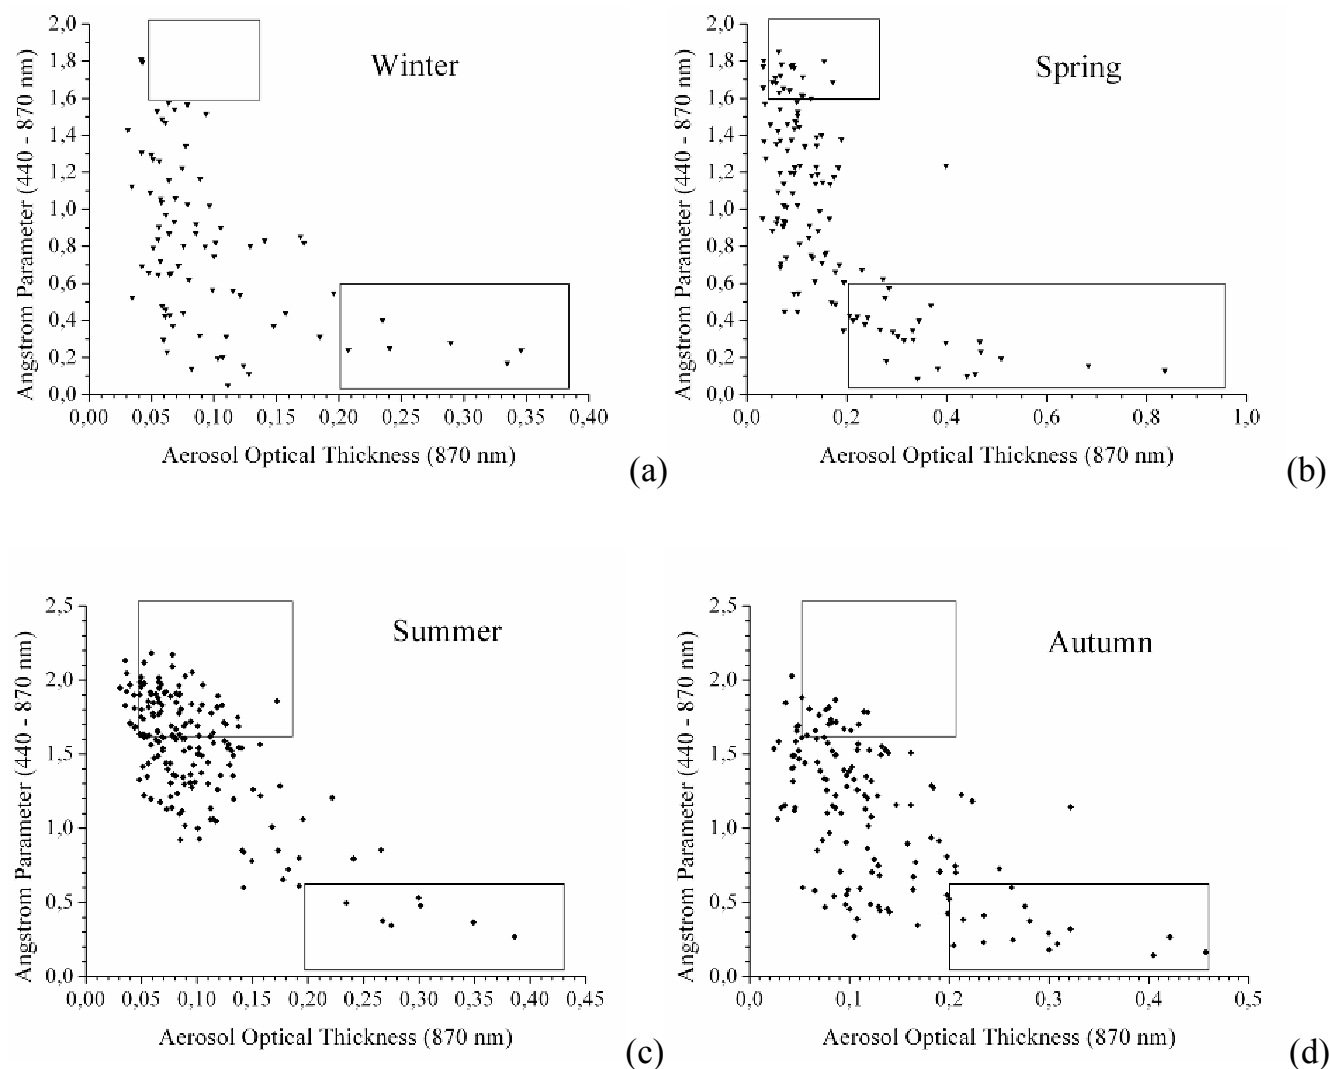 2,0
1,8
1,6
1,4
1,2
1,0
0,8
0,6
0,4
0,2
0,0
Angstrom Parameter (440 - 870 nm)
Winter
0,00 0,05 0,10 0,15 0,20 0,25 0,30 0,35 0,40
Aerosol Optical Thickness (870 nm)
(a)
2,0
1,8
1,6
1,4
1,2
1,0
0,8
0,6
0,4
0,2
0,0
Angstrom Parameter (440 - 870 nm)
Spring
0,0 0,2 0,4 0,6 0,8 1,0
Aerosol Optical Thickness (870 nm)
(b)
2,5
2,0
1,5
1,0
0,5
0,0
Angstrom Parameter (440 - 870 nm)
Summer
0,00 0,05 0,10 0,15 0,20 0,25 0,30 0,35 0,40 0,45
Aerosol Optical Thickness (870 nm)
(c)
2,5
2,0
1,5
1,0
0,5
0,0
Angstrom Parameter (440 - 870 nm)
Autumn
0,0 0,1 0,2 0,3 0,4 0,5
Aerosol Optical Thickness (870 nm)
(d)